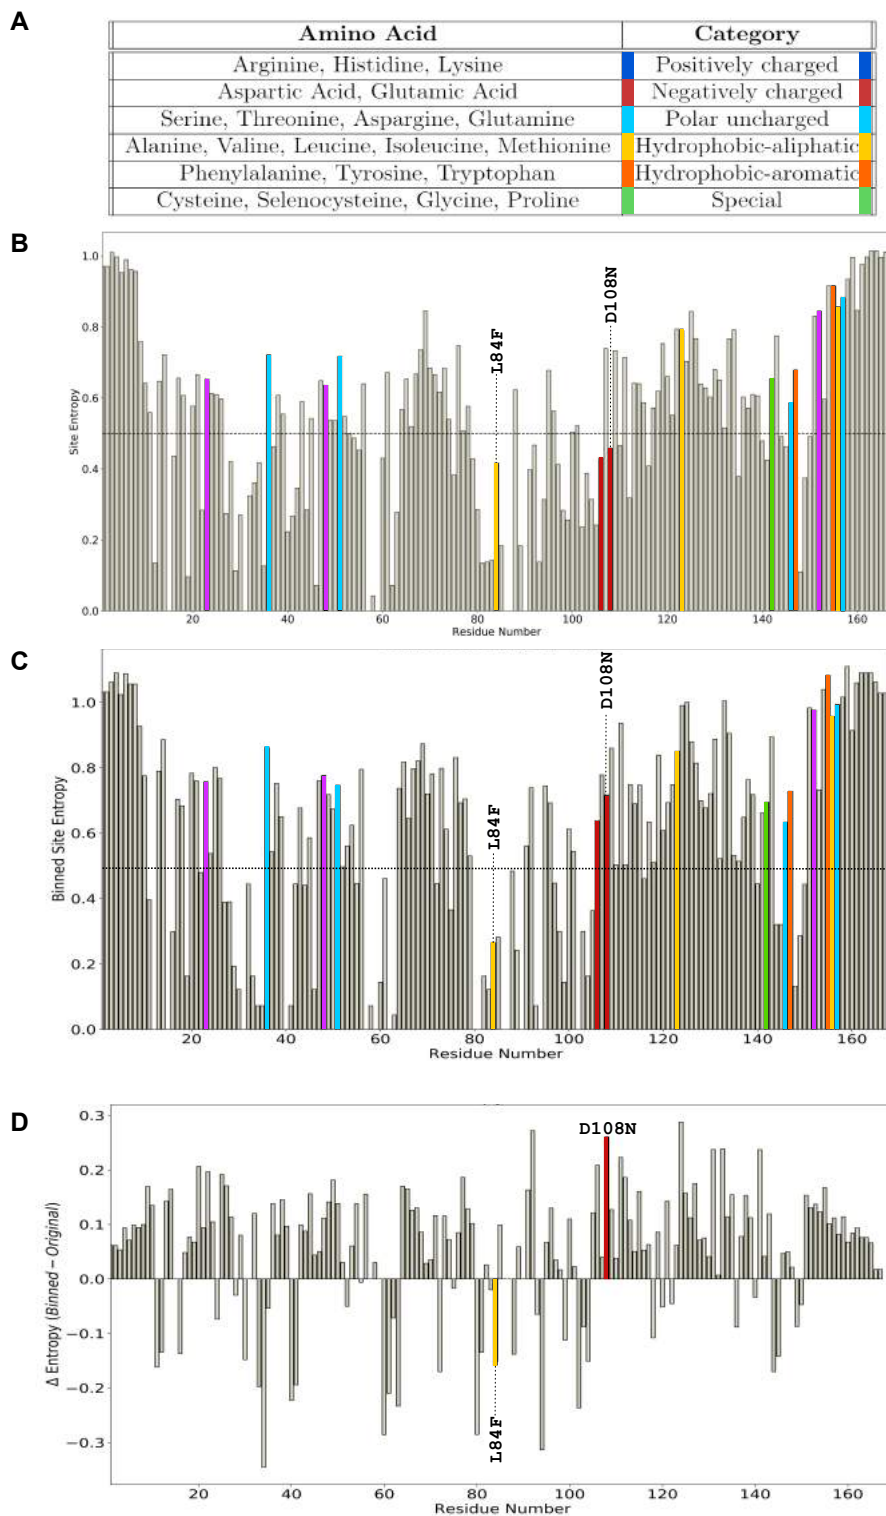 A
Amino Acid Category
Arginine, Histidine, Lysine Positively charged
Aspartic Acid, Glutamic Acid Negatively charged
Serine, Threonine, Aspargine, Glutamine Polar uncharged
Alanine, Valine, Leucine, Isoleucine, Methionine Hydrophobic-aliphatic
Phenylalanine, Tyrosine, Tryptophan Hydrophobic-aromatic
Cysteine, Selenocysteine, Glycine, Proline Special
B
Site Entropy
1.0
0.8
0.6
0.4
0.2
0.0
L84F
D108N
20 40 60 80 100 120 140 160
Residue Number
C
Binned Site Entropy
1.0
0.8
0.6
0.4
0.2
0.0
L84F
D108N
20 40 60 80 100 120 140 160
Residue Number
D
Δ Entropy (Binned − Original)
0.3
0.2
0.1
0.0
−0.1
−0.2
−0.3
D108N
L84F
20 40 60 80 100 120 140 160
Residue Number